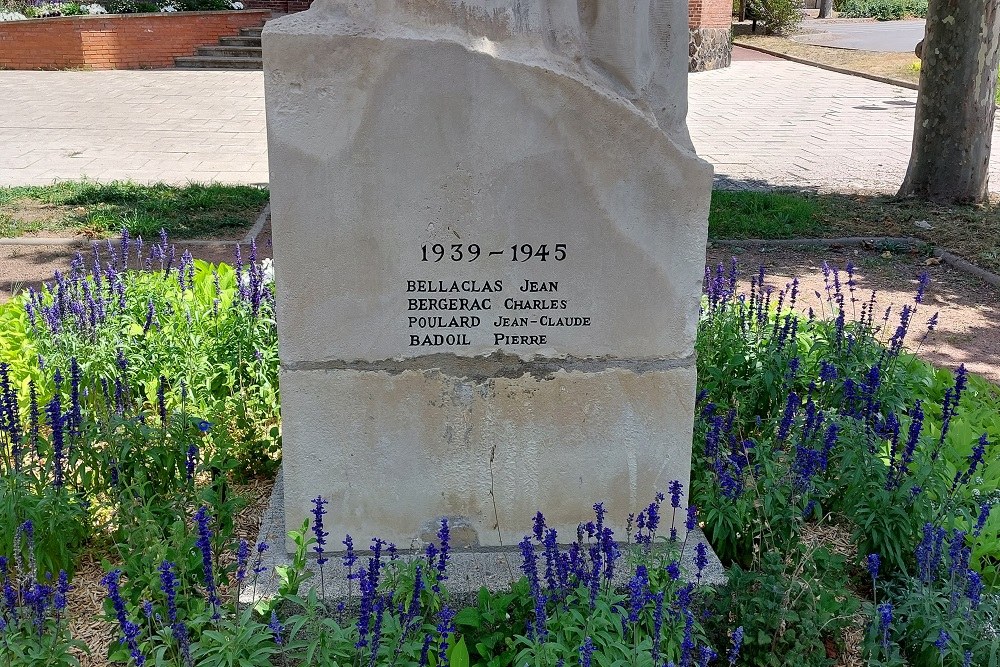 1939~1945
BELLACLAS JEAN
BERGERAC CHARLES
POULARD JEAN-CLAUDE
BADOIL PIERRE